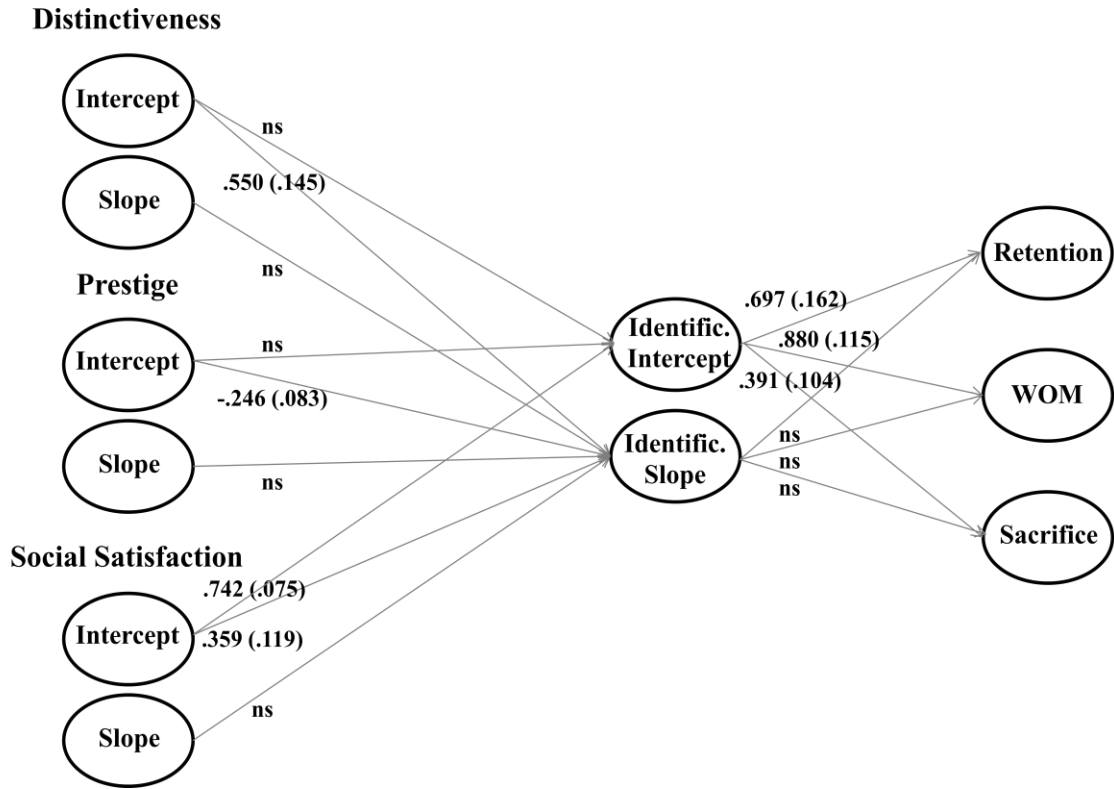 Distinctiveness
Intercept
ns
.550 (.145)
Slope
ns
Prestige
Intercept
ns
-.246 (.083)
Slope
ns
Social Satisfaction
Intercept
.742 (.075)
.359 (.119)
Slope
ns
Identific.
Intercept
Identific.
Slope
.697 (.162)
.880 (.115)
.391 (.104)
ns
ns
ns
Retention
WOM
Sacrifice